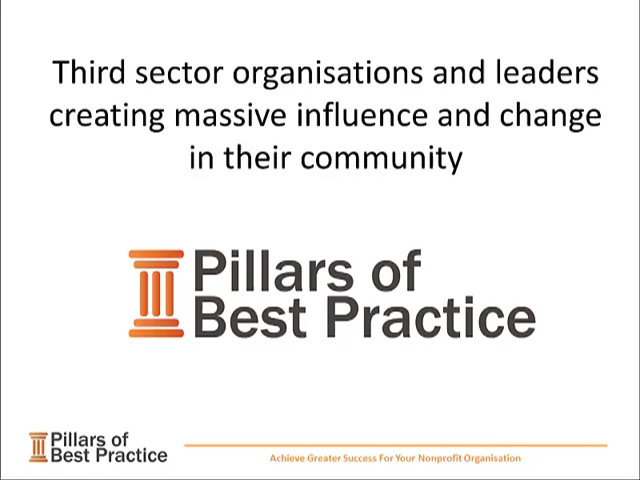 Third sector organisations and leaders
creating massive influence and change
in their community
Pillars of
Best Practice
Pillars of
Best Practice
Achieve Greater Success For Your Nonprofit Organisation